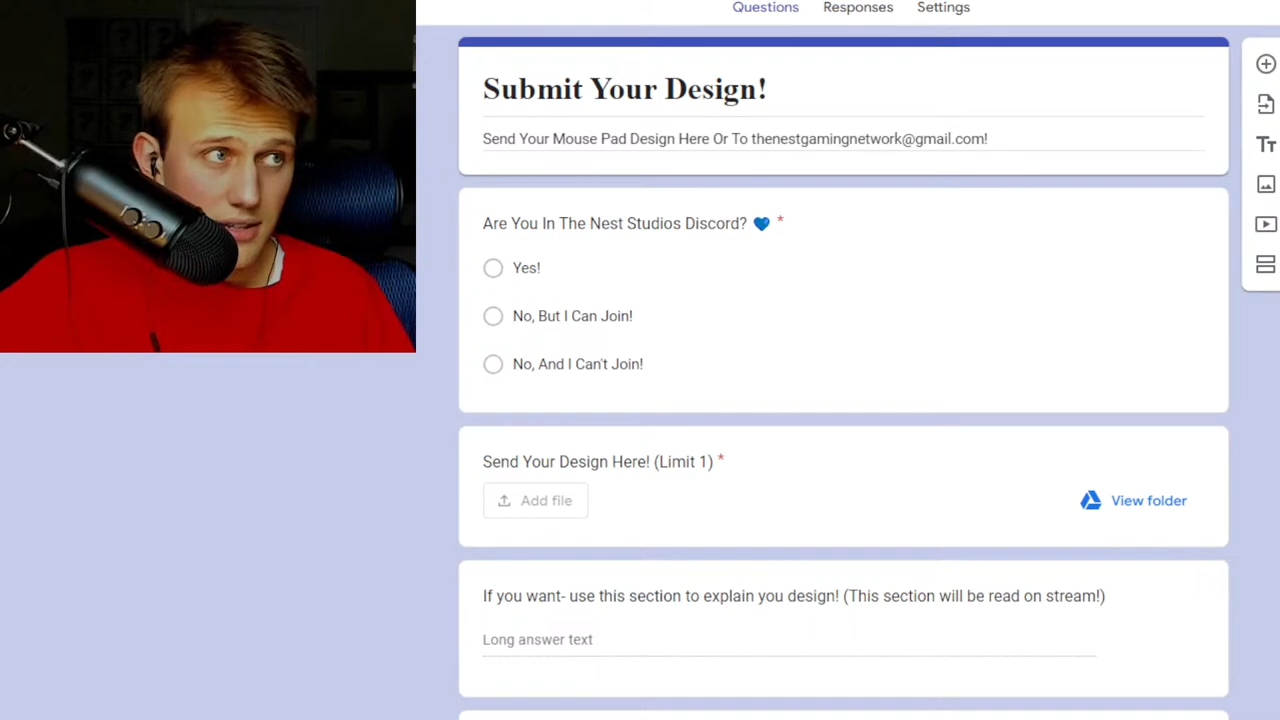 Questions Responses Settings
Submit Your Design!
Send Your Mouse Pad Design Here Or To thenestgamingnetwork@gmail.com!
Are You In The Nest Studios Discord? 💙 *
Yes!
No, But I Can Join!
No, And I Can't Join!
Send Your Design Here! (Limit 1) *
Add file
View folder
If you want- use this section to explain you design! (This section will be read on stream!)
Long answer text
Tт